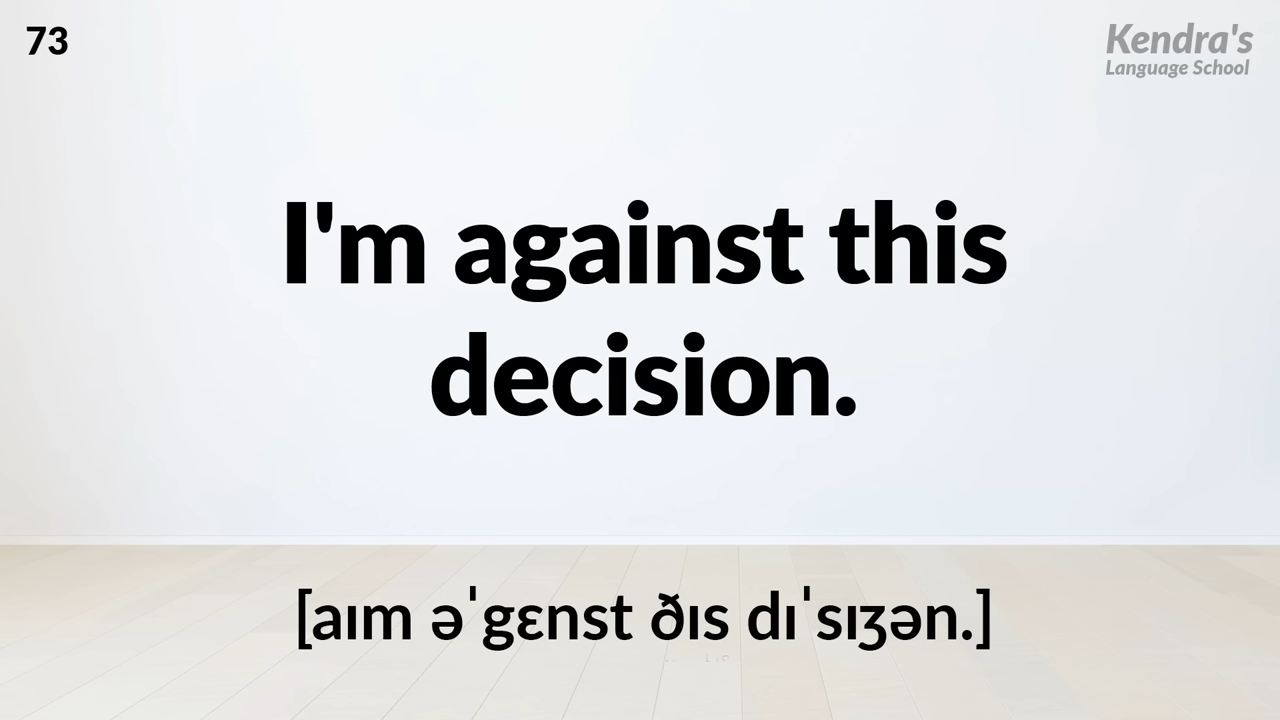 73
Kendra's
Language School
I'm against this
decision.
[aɪm əˈgɛnst ðɪs dɪˈsɪʒən.]